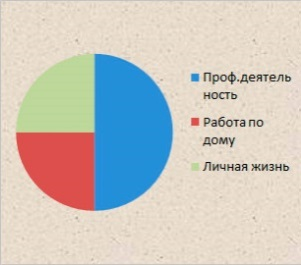 Проф.деятель
ность
Работа по
дому
Личная жизнь